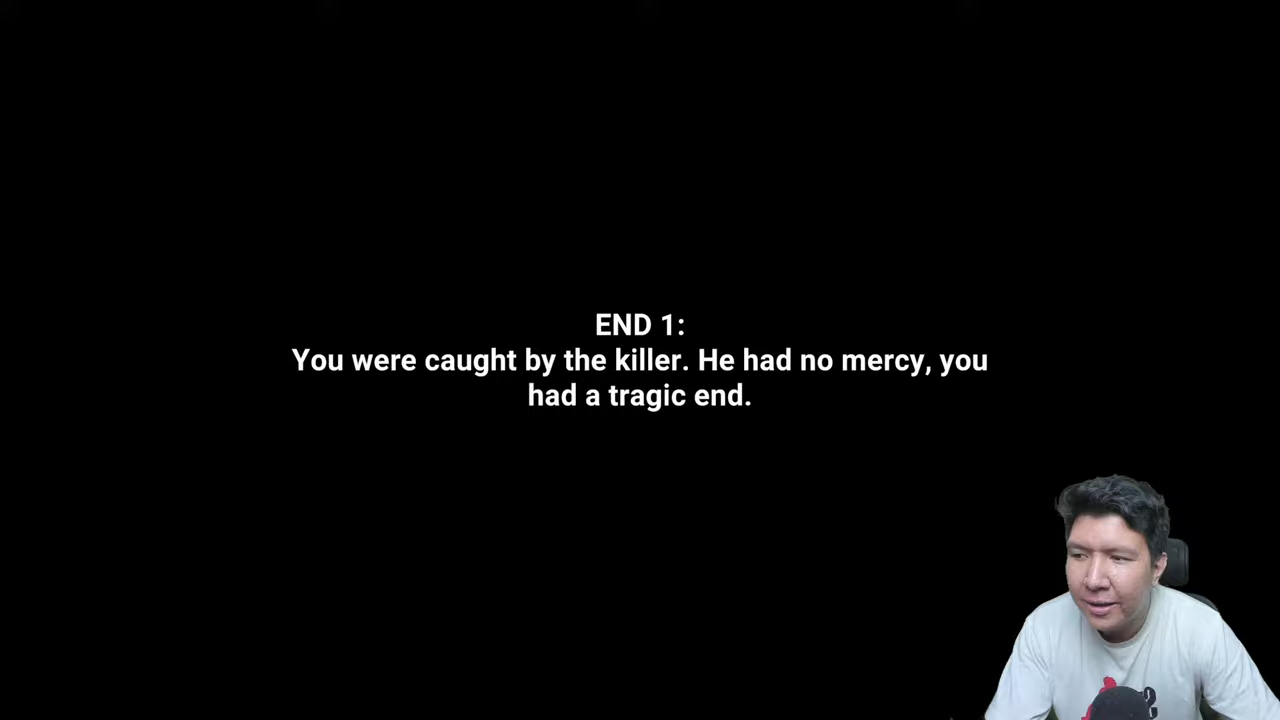 END 1:
You were caught by the killer. He had no mercy, you
had a tragic end.